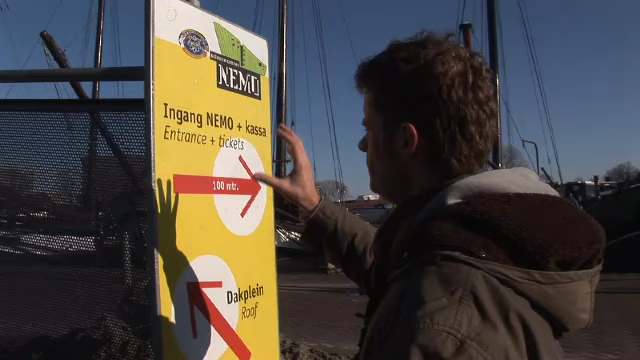 NEMO
Ingang NEMO + kassa
Entrance + tickets
100 mtr.
Dakplein
Roof